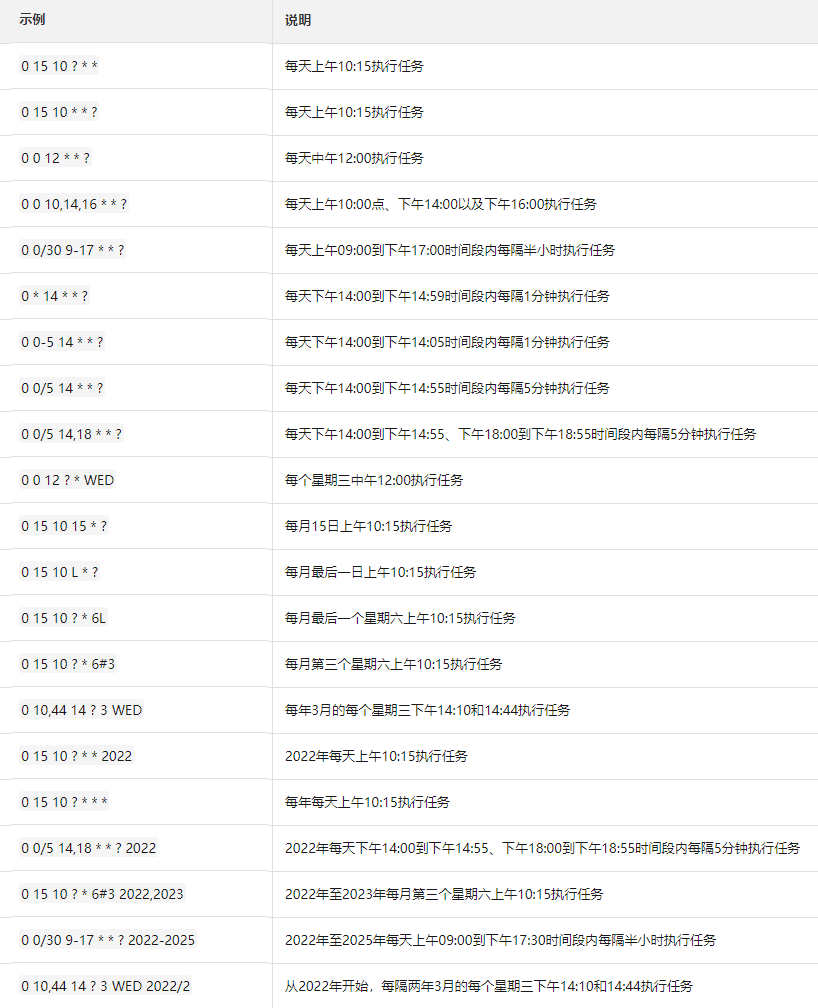 示例 说明
0 15 10 ? * * 每天上午10:15执行任务
0 15 10 * * ? 每天上午10:15执行任务
0 0 12 * * ? 每天中午12:00执行任务
0 0 10,14,16 * * ? 每天上午10:00点、下午14:00以及下午16:00执行任务
0 0/30 9-17 * * ? 每天上午09:00到下午17:00时间段内每隔半小时执行任务
0 * 14 * * ? 每天下午14:00到下午14:59时间段内每隔1分钟执行任务
0 0-5 14 * * ? 每天下午14:00到下午14:05时间段内每隔1分钟执行任务
0 0/5 14 * * ? 每天下午14:00到下午14:55时间段内每隔5分钟执行任务
0 0/5 14,18 * * ? 每天下午14:00到下午14:55、下午18:00到下午18:55时间段内每隔5分钟执行任务
0 0 12 ? * WED 每个星期三中午12:00执行任务
0 15 10 15 * ? 每月15日上午10:15执行任务
0 15 10 L * ? 每月最后一日上午10:15执行任务
0 15 10 ? * 6L 每月最后一个星期六上午10:15执行任务
0 15 10 ? * 6#3 每月第三个星期六上午10:15执行任务
0 10,44 14 ? 3 WED 每年3月的每个星期三下午14:10和14:44执行任务
0 15 10 ? * * 2022 2022年每天上午10:15执行任务
0 15 10 ? * * * 每年每天上午10:15执行任务
0 0/5 14,18 * * ? 2022 2022年每天下午14:00到下午14:55、下午18:00到下午18:55时间段内每隔5分钟执行任务
0 15 10 ? * 6#3 2022,2023 2022年至2023年每月第三个星期六上午10:15执行任务
0 0/30 9-17 * * ? 2022-2025 2022年至2025年每天上午09:00到下午17:30时间段内每隔半小时执行任务
0 10,44 14 ? 3 WED 2022/2 从2022年开始，每隔两年3月的每个星期三下午14:10和14:44执行任务